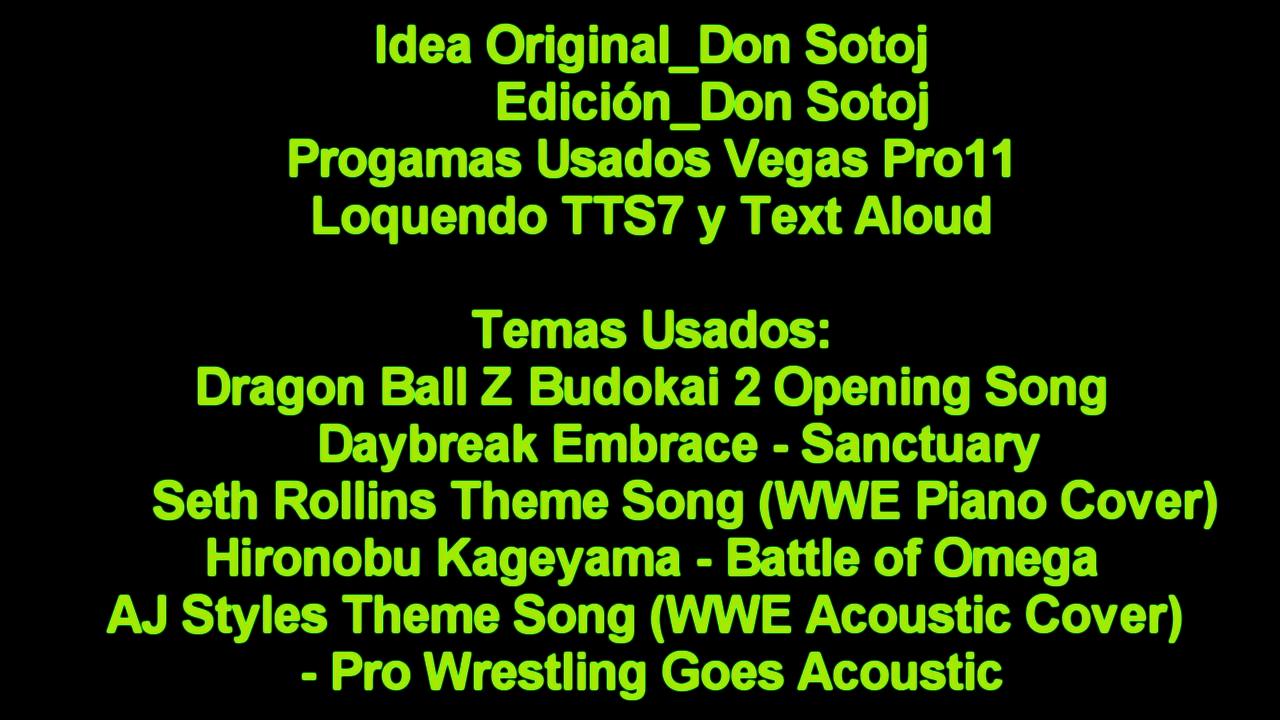 Idea Original_Don Sotoj
Edición_Don Sotoj
Progamas Usados Vegas Pro11
Loquendo TTS7 y Text Aloud
Temas Usados:
Dragon Ball Z Budokai 2 Opening Song
Daybreak Embrace - Sanctuary
Seth Rollins Theme Song (WWE Piano Cover)
Hironobu Kageyama - Battle of Omega
AJ Styles Theme Song (WWE Acoustic Cover)
- Pro Wrestling Goes Acoustic